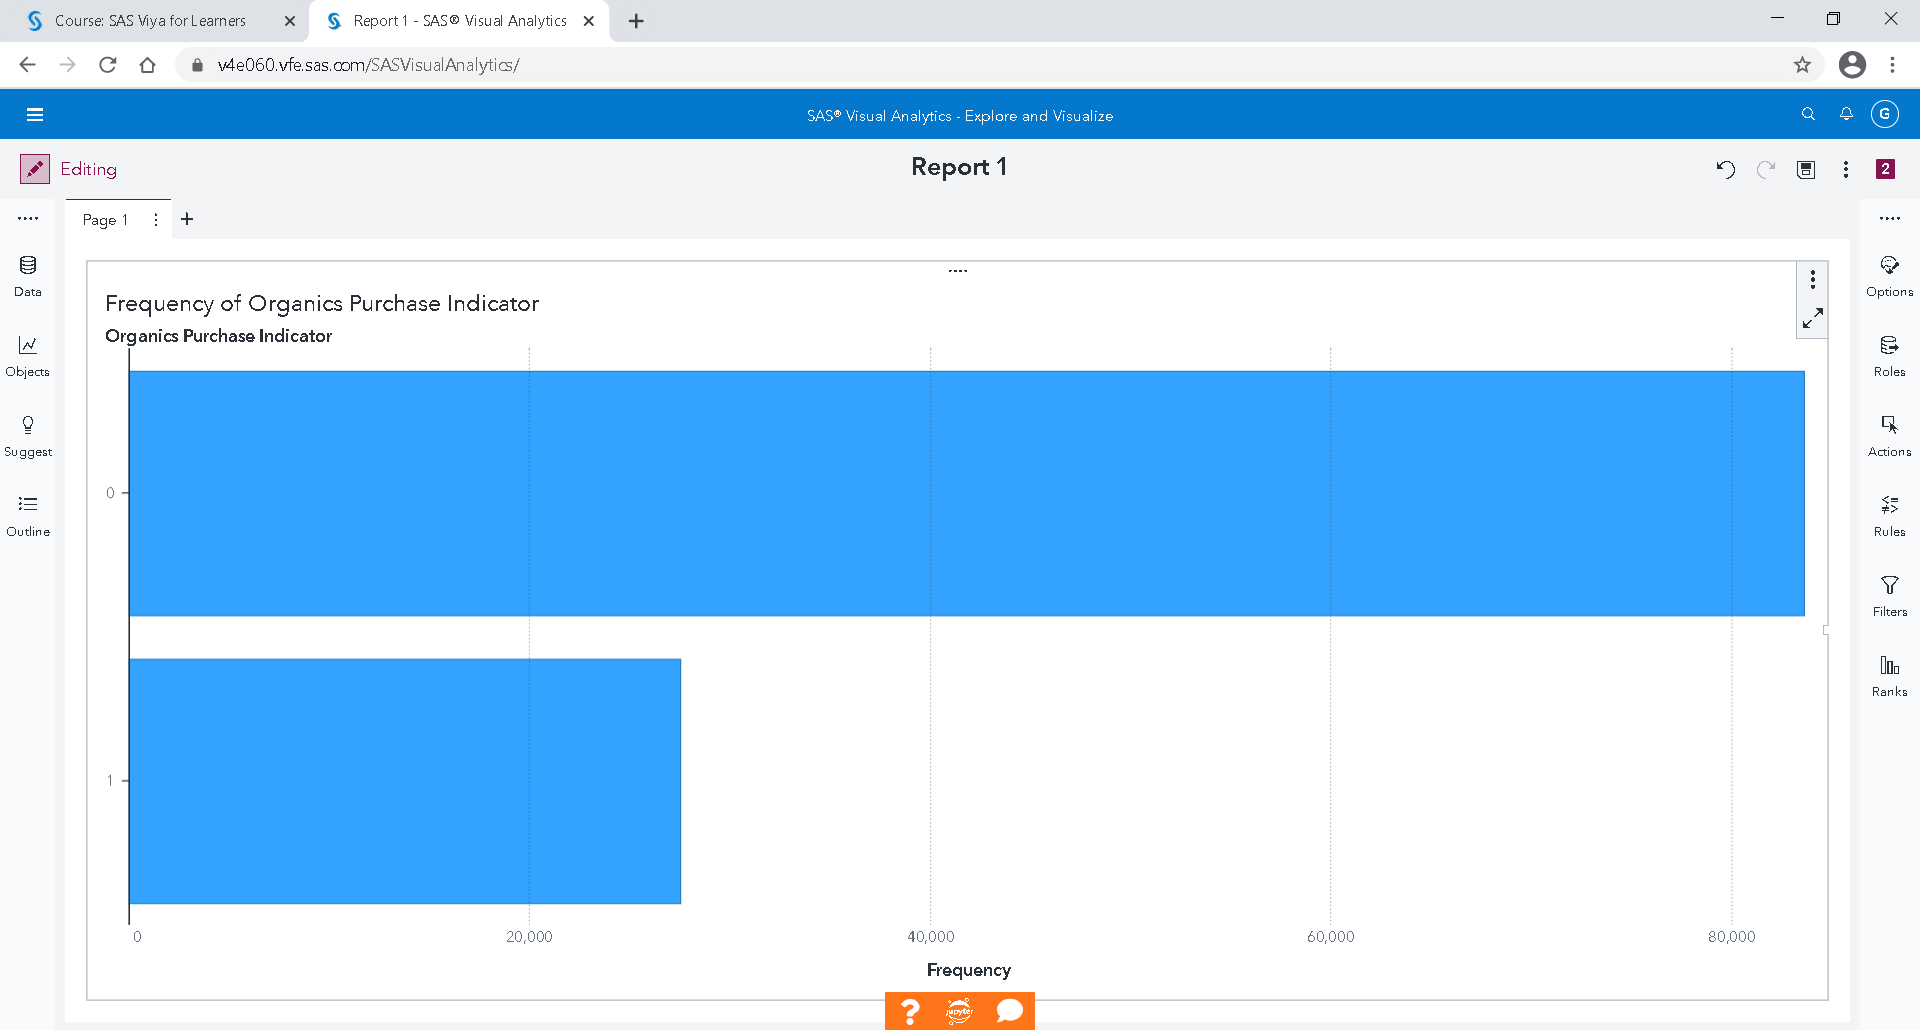 Course: SAS Viya for Learners
Report 1 - SAS® Visual Analytics
v4e060.vfe.sas.com/SASVisualAnalytics/
SAS® Visual Analytics - Explore and Visualize
G
Editing
Report 1
2
Page 1
Data
Objects
Suggest
Outline
Frequency of Organics Purchase Indicator
Organics Purchase Indicator
0
1
0
20,000
40,000
60,000
80,000
Frequency
Options
Roles
Actions
Rules
Filters
Ranks
?
jupyter